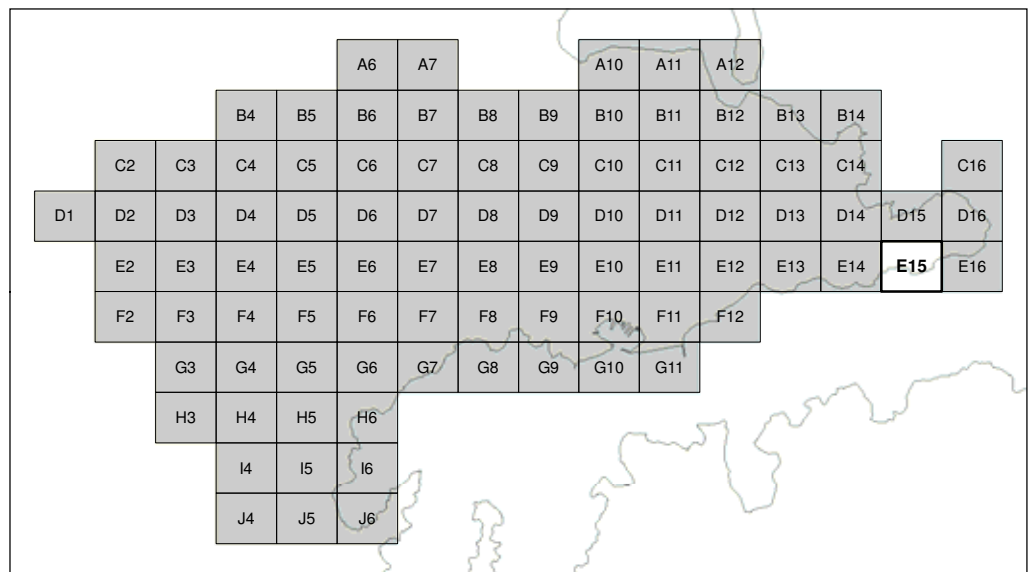 A6 A7 A10 A11 A12
B4 B5 B6 B7 B8 B9 B10 B11 B12 B13 B14
C2 C3 C4 C5 C6 C7 C8 C9 C10 C11 C12 C13 C14 C16
D1 D2 D3 D4 D5 D6 D7 D8 D9 D10 D11 D12 D13 D14 D15 D16
E2 E3 E4 E5 E6 E7 E8 E9 E10 E11 E12 E13 E14 E15 E16
F2 F3 F4 F5 F6 F7 F8 F9 F10 F11 F12
G3 G4 G5 G6 G7 G8 G9 G10 G11
H3 H4 H5 H6
I4 I5 I6
J4 J5 J6